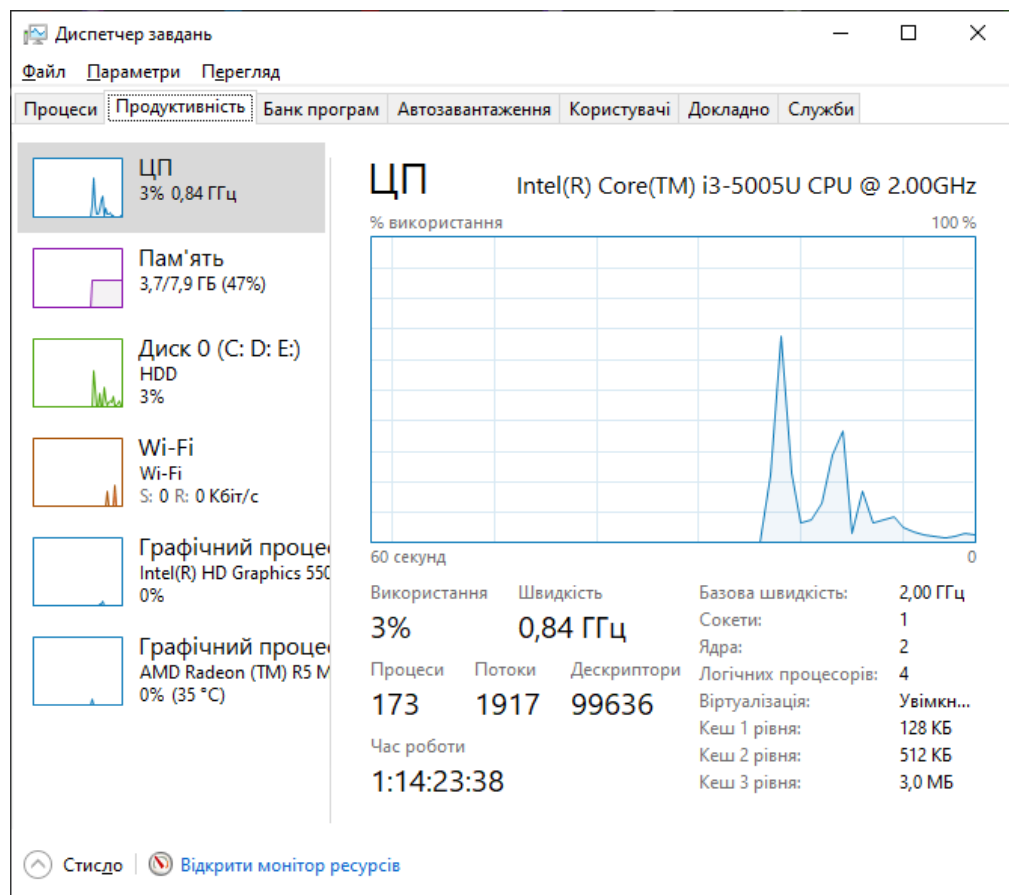 Диспетчер завдань
Файл Параметри Перегляд
Процеси Продуктивність Банк програм Автозавантаження Користувачі Докладно Служби
ЦП
3% 0,84 ГГц
Пам'ять
3,7/7,9 ГБ (47%)
Диск 0 (C: D: E:)
HDD
3%
Wi-Fi
Wi-Fi
S: 0 R: 0 Кбіт/с
Графічний проце
Intel(R) HD Graphics 550
0%
Графічний проце
AMD Radeon (TM) R5 M
0% (35 °C)
ЦП Intel(R) Core(TM) i3-5005U CPU @ 2.00GHz
% використання 100 %
60 секунд 0
Використання Швидкість
3% 0,84 ГГц
Процеси Потоки Дескриптори
173 1917 99636
Час роботи
1:14:23:38
Базова швидкість: 2,00 ГГц
Сокети: 1
Ядра: 2
Логічних процесорів: 4
Віртуалізація: Увімкн...
Кеш 1 рівня: 128 КБ
Кеш 2 рівня: 512 КБ
Кеш 3 рівня: 3,0 МБ
Стисло Відкрити монітор ресурсів